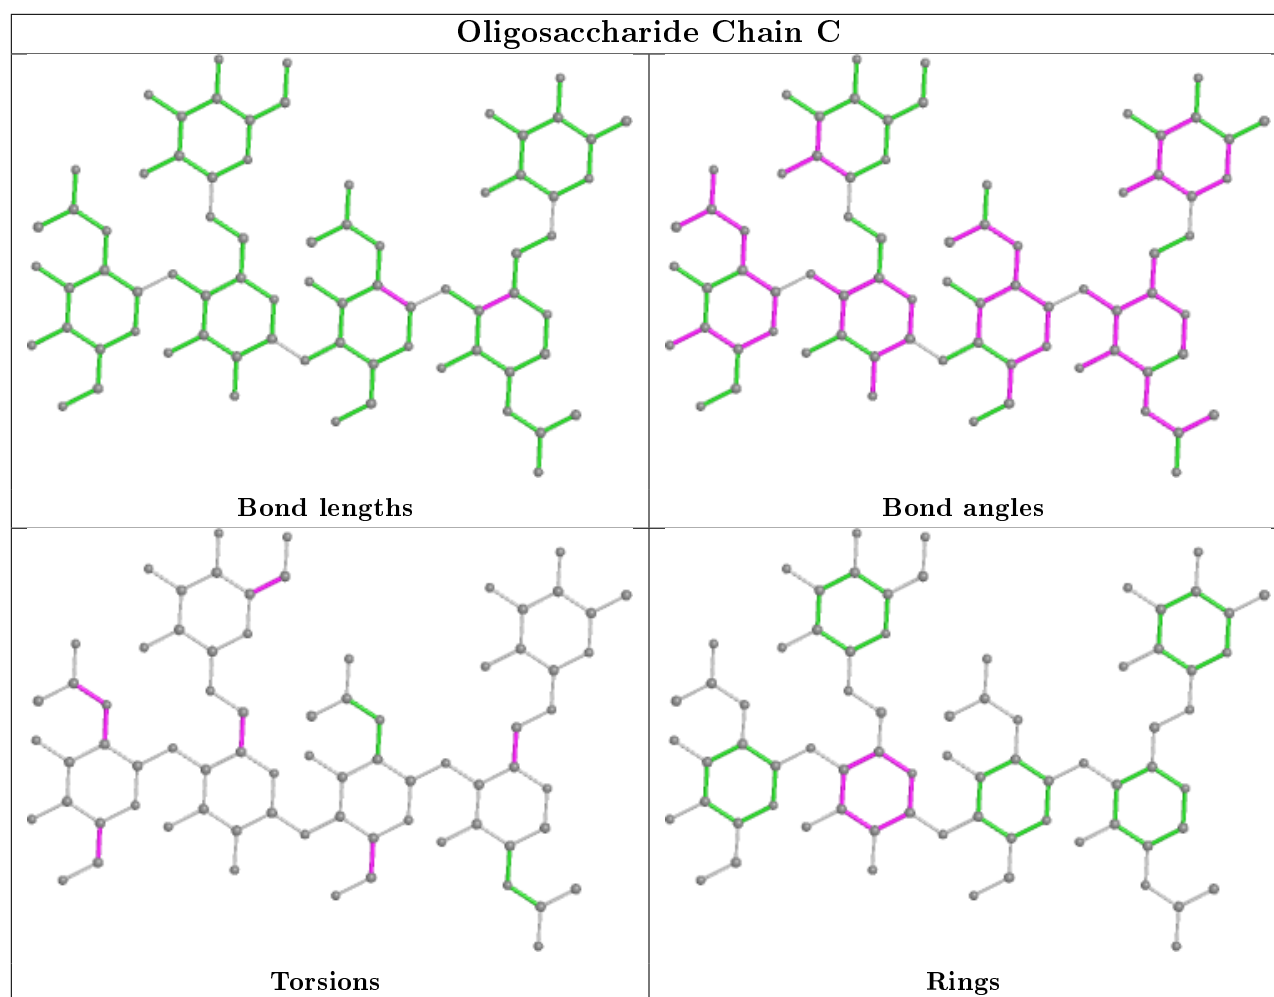 Oligosaccharide Chain C
Bond lengths
Bond angles
Torsions
Rings